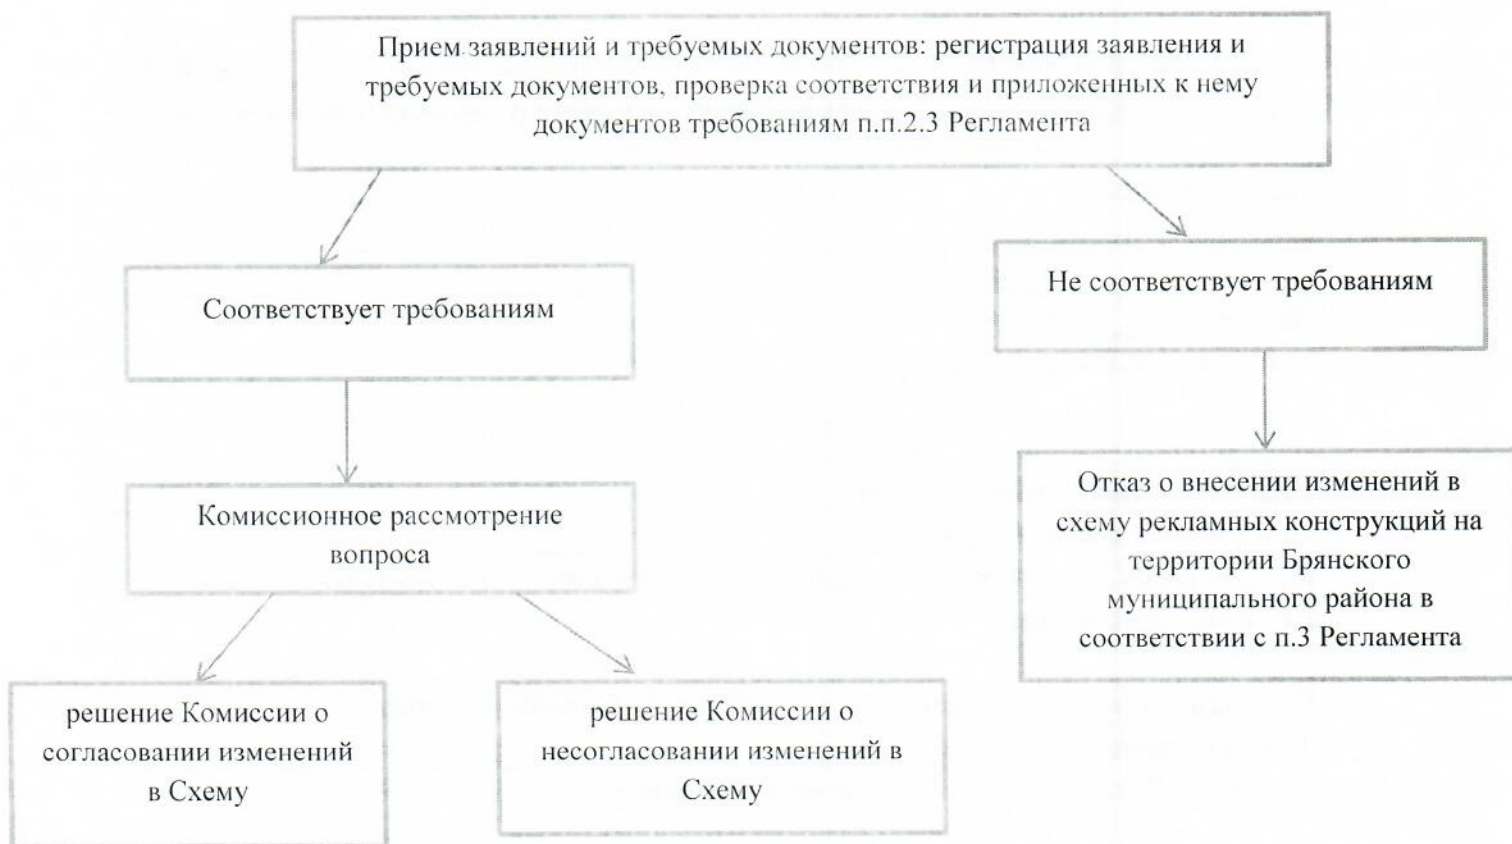 Прием заявлений и требуемых документов: регистрация заявления и
требуемых документов, проверка соответствия и приложенных к нему
документов требованиям п.п.2.3 Регламента
Соответствует требованиям
Не соответствует требованиям
Комиссионное рассмотрение
вопроса
Отказ о внесении изменений в
схему рекламных конструкций на
территории Брянского
муниципального района в
соответствии с п.3 Регламента
решение Комиссии о
согласовании изменений
в Схему
решение Комиссии о
несогласовании изменений в
Схему